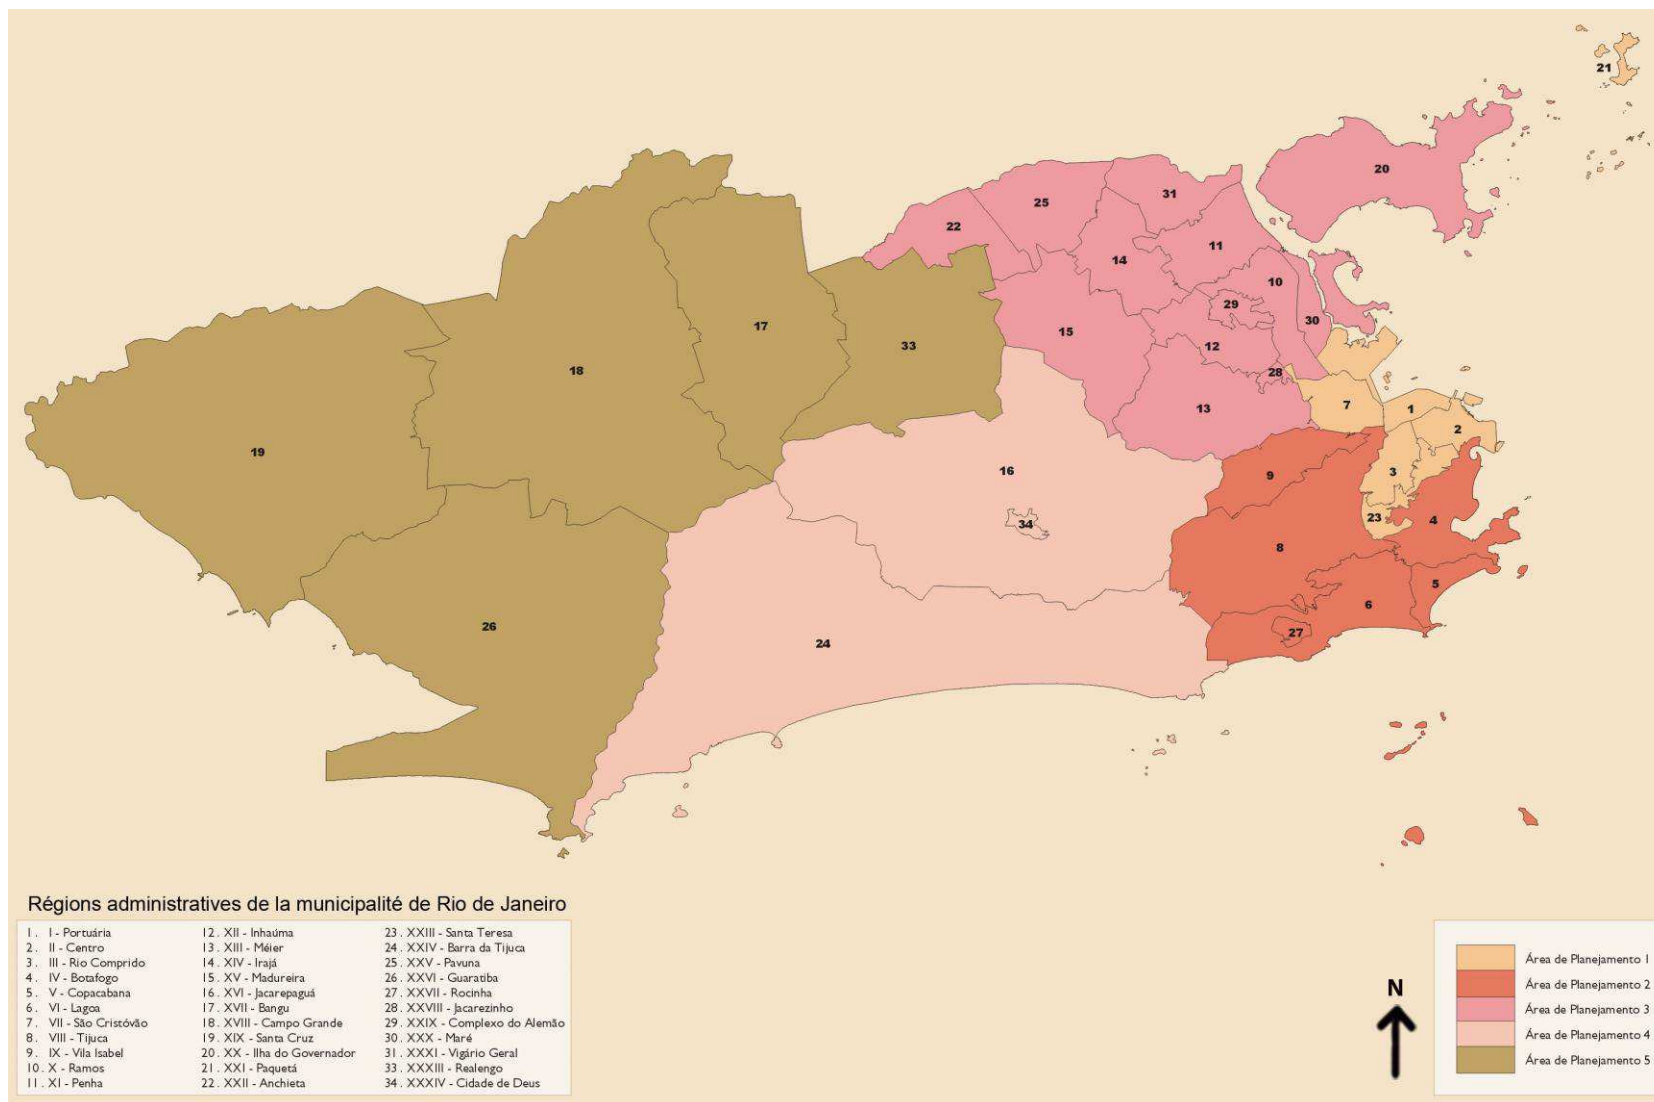 21
20
31
25
22
11
14
10
29
30
15
17
12
33
18
28
13
7
1
2
19
16
9
3
34
23
4
8
5
6
26
27
24
Régions administratives de la municipalité de Rio de Janeiro
1. I - Portuária
2. II - Centro
3. III - Rio Comprido
4. IV - Botafogo
5. V - Copacabana
6. VI - Lagoa
7. VII - São Cristóvão
8. VIII - Tijuca
9. IX - Vila Isabel
10. X - Ramos
11. XI - Penha
12. XII - Inhaúma
13. XIII - Méier
14. XIV - Irajá
15. XV - Madureira
16. XVI - Jacarepaguá
17. XVII - Bangu
18. XVIII - Campo Grande
19. XIX - Santa Cruz
20. XX - Ilha do Governador
21. XXI - Paquetá
22. XXII - Anchieta
23. XXIII - Santa Teresa
24. XXIV - Barra da Tijuca
25. XXV - Pavuna
26. XXVI - Guaratiba
27. XXVII - Rocinha
28. XXVIII - Jacarezinho
29. XXIX - Complexo do Alemão
30. XXX - Maré
31. XXXI - Vigário Geral
33. XXXIII - Realengo
34. XXXIV - Cidade de Deus
N
Área de Planejamento 1
Área de Planejamento 2
Área de Planejamento 3
Área de Planejamento 4
Área de Planejamento 5